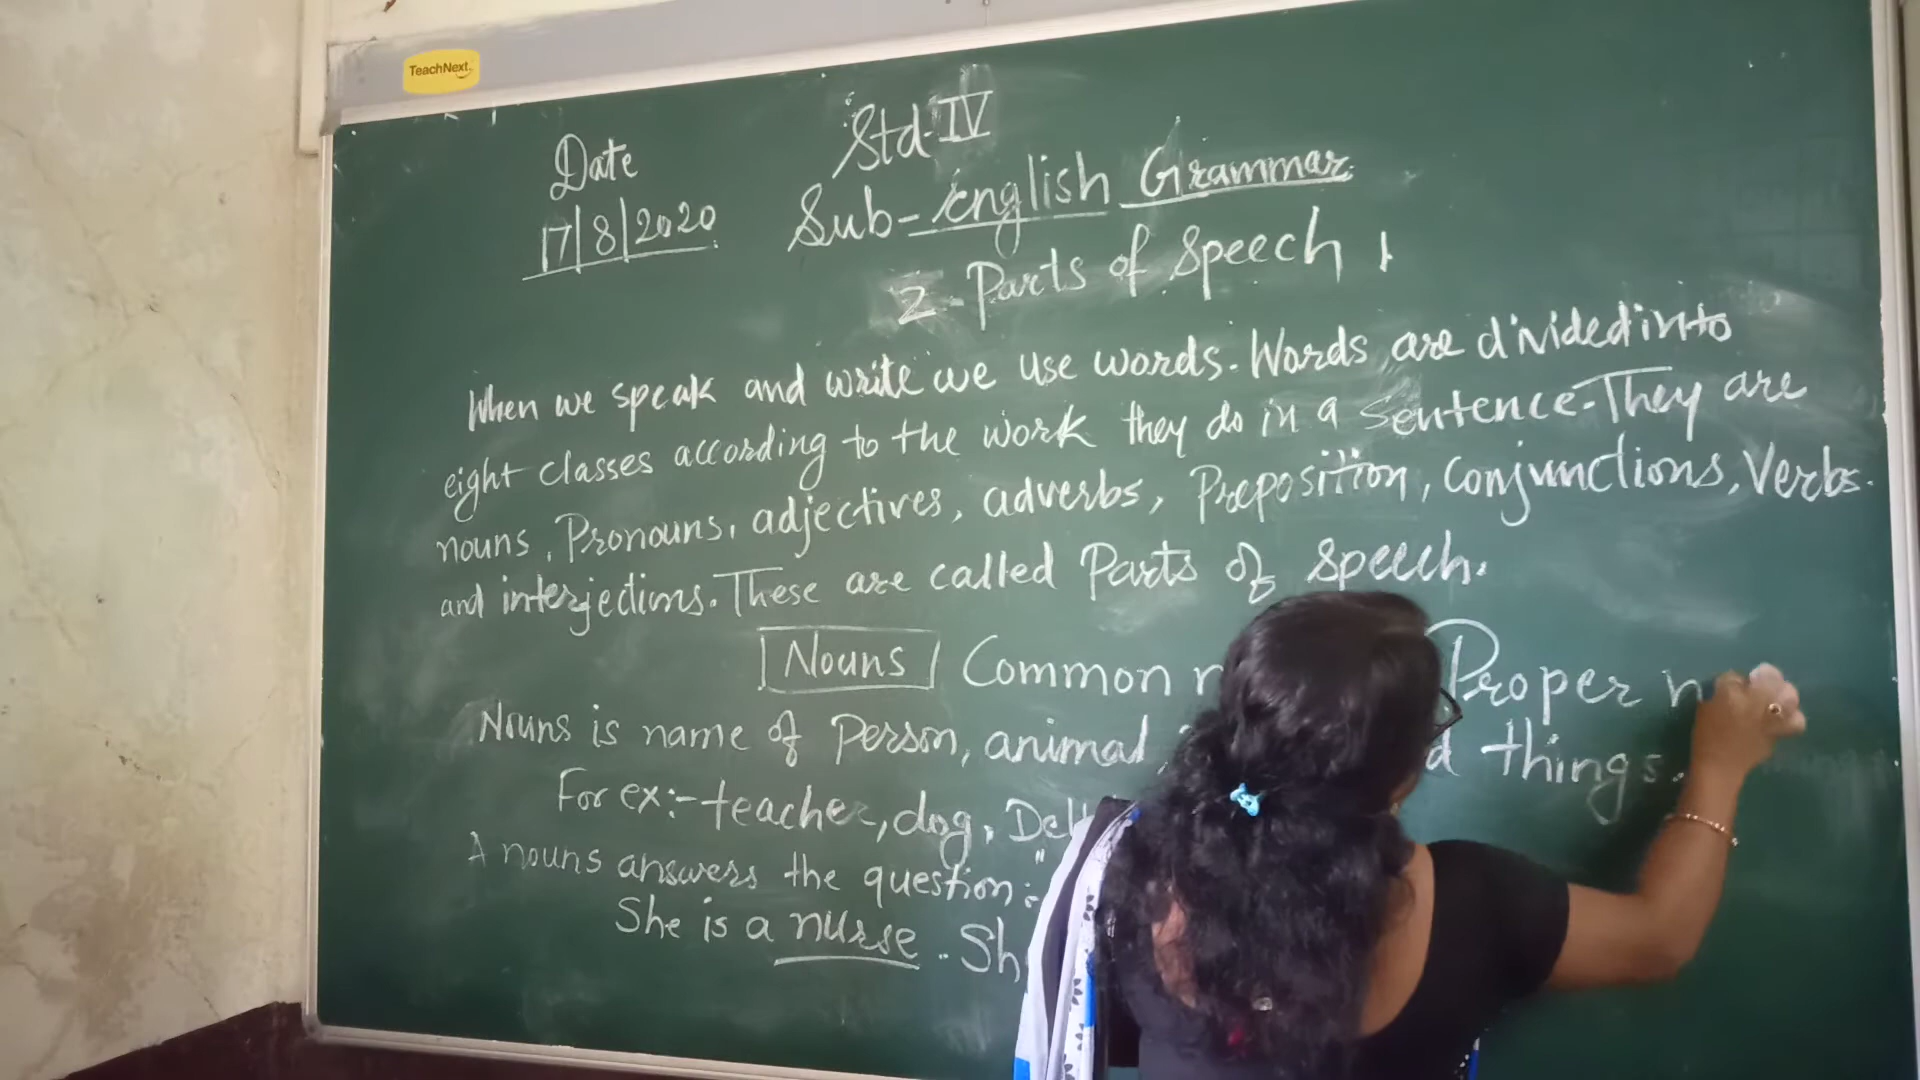 TeachNext
Date
17/8/2020
Std-IV
Sub-English Grammar
2-Parts of speech
When we speak and write we use words. Words are divided into
eight classes according to the work they do in a sentence. They are
nouns, Pronouns, adjectives, adverbs, Preposition, conjunctions, Verbs.
and interjections. These are called Parts of speech.
Nouns Common Proper
Nouns is name of Person, animal, things.
For ex:- teacher, dog,
A nouns answers the question:-
She is a nurse.